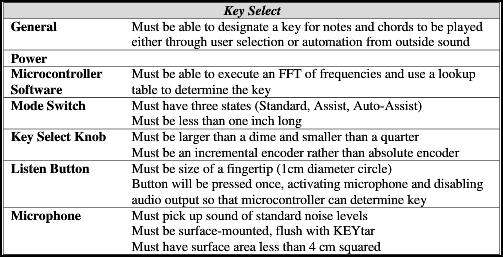 Key Select
General Must be able to designate a key for notes and chords to be played
either through user selection or automation from outside sound
Power
Microcontroller Must be able to execute an FFT of frequencies and use a lookup
Software table to determine the key
Mode Switch Must have three states (Standard, Assist, Auto-Assist)
Must be less than one inch long
Key Select Knob Must be larger than a dime and smaller than a quarter
Must be an incremental encoder rather than absolute encoder
Listen Button Must be size of a fingertip (1cm diameter circle)
Button will be pressed once, activating microphone and disabling
audio output so that microcontroller can determine key
Microphone Must pick up sound of standard noise levels
Must be surface-mounted, flush with KEYtar
Must have surface area less than 4 cm squared